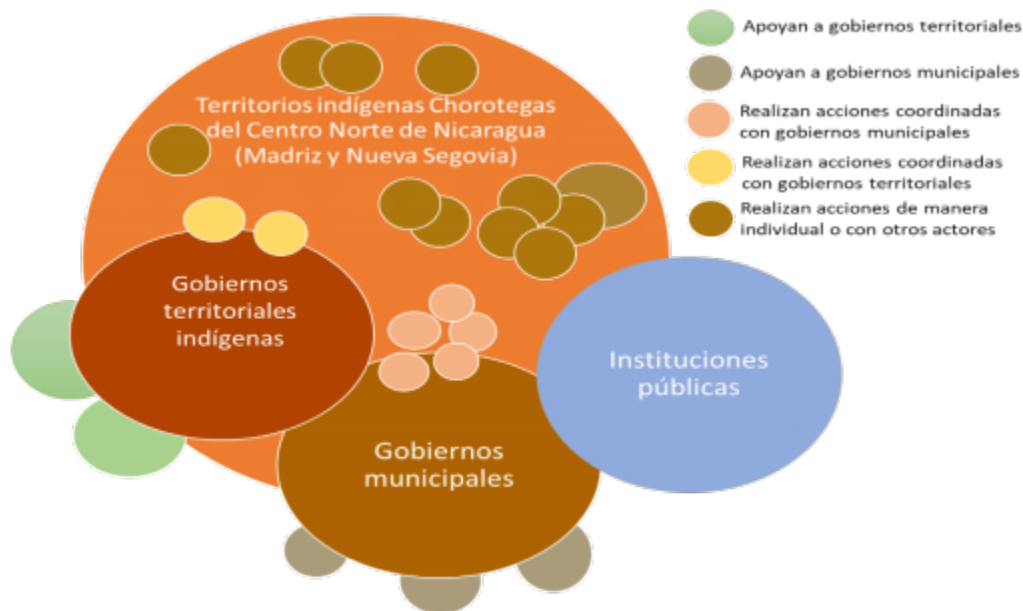 Apoyan a gobiernos territoriales
Apoyan a gobiernos municipales
Realizan acciones coordinadas
con gobiernos municipales
Realizan acciones coordinadas
con gobiernos territoriales
Realizan acciones de manera
individual o con otros actores
Territorios indígenas Chorotegas
del Centro Norte de Nicaragua
(Madriz y Nueva Segovia)
Gobiernos
territoriales
indígenas
Instituciones
públicas
Gobiernos
municipales